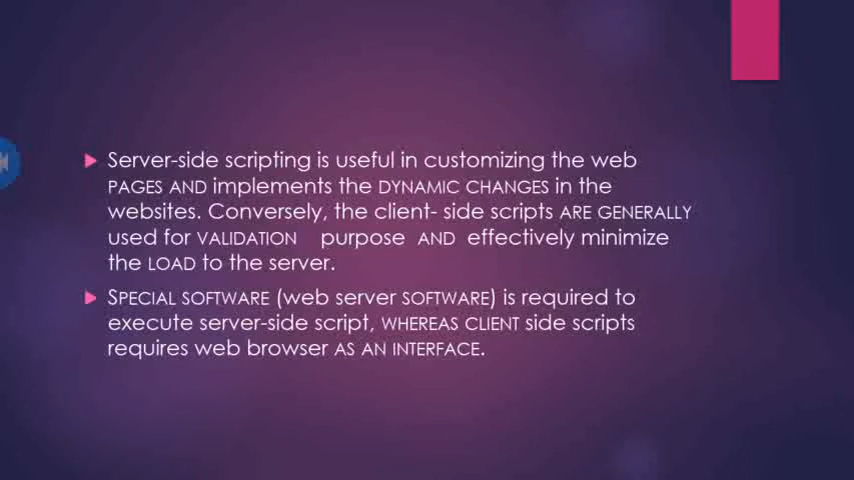 Server-side scripting is useful in customizing the web
PAGES AND implements the DYNAMIC CHANGES in the
websites. Conversely, the client- side scripts ARE GENERALLY
used for VALIDATION purpose AND effectively minimize
the LOAD to the server.
SPECIAL SOFTWARE (web server SOFTWARE) is required to
execute server-side script, WHEREAS CLIENT side scripts
requires web browser AS AN INTERFACE.